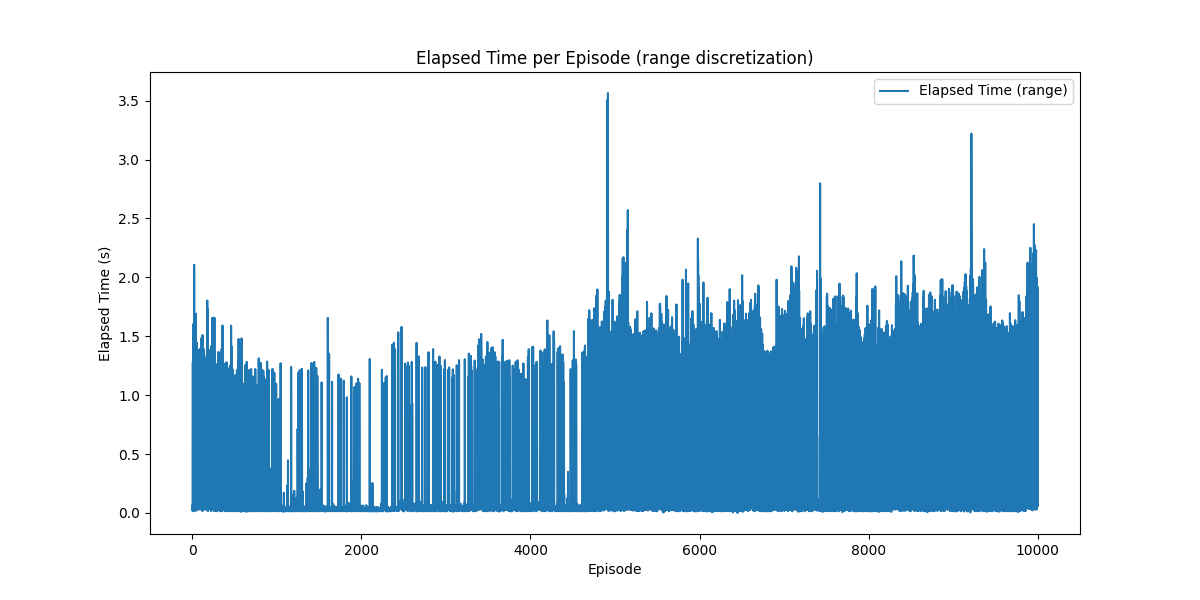 Elapsed Time per Episode (range discretization)
Elapsed Time (range)
Elapsed Time (s)
3.5
3.0
2.5
2.0
1.5
1.0
0.5
0.0
0 2000 4000 6000 8000 10000
Episode